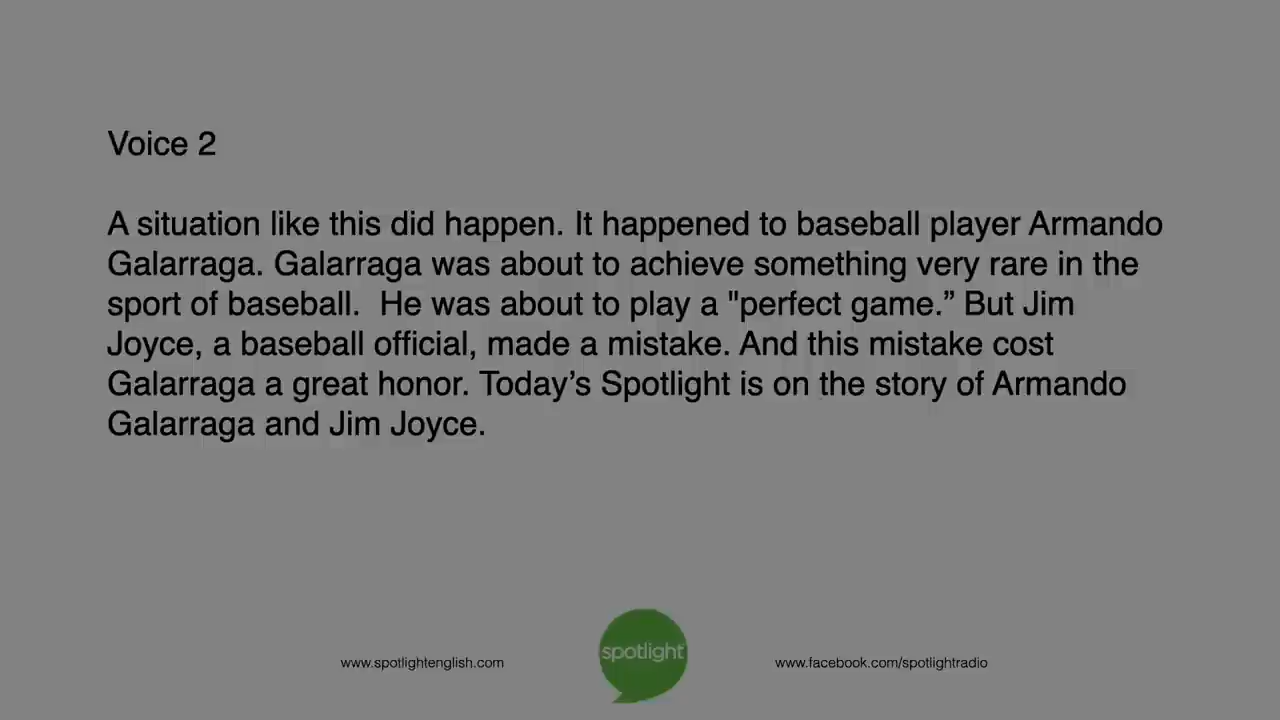 Voice 2
A situation like this did happen. It happened to baseball player Armando
Galarraga. Galarraga was about to achieve something very rare in the
sport of baseball.  He was about to play a "perfect game.” But Jim
Joyce, a baseball official, made a mistake. And this mistake cost
Galarraga a great honor. Today’s Spotlight is on the story of Armando
Galarraga and Jim Joyce.
www.spotlightenglish.com
spotlight
www.facebook.com/spotlightradio